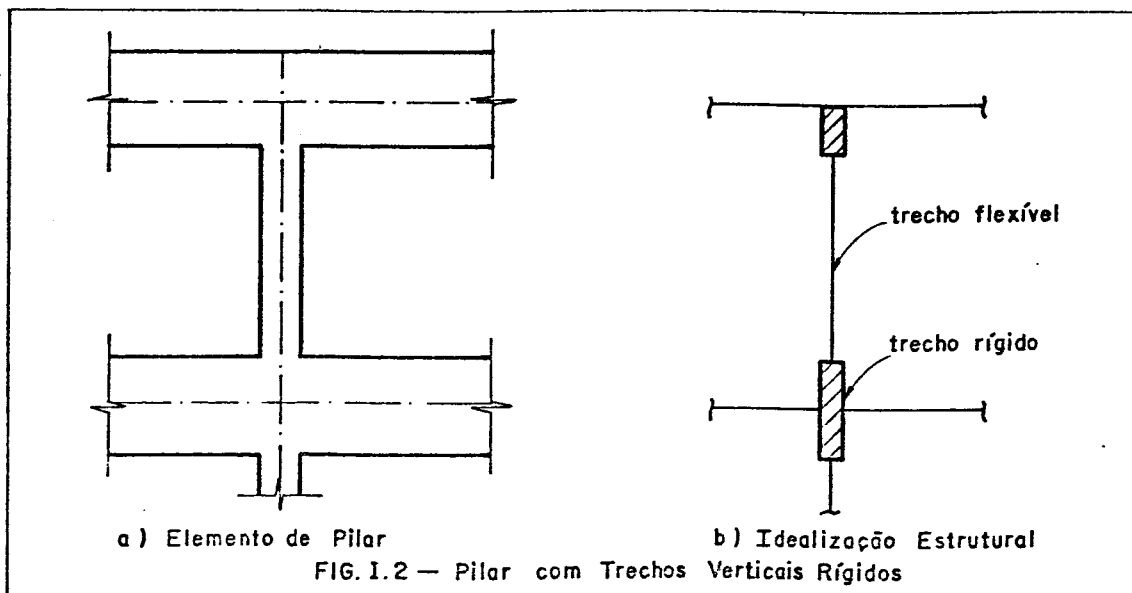 trecho flexível
trecho rígido
a) Elemento de Pilar
b) Idealização Estrutural
FIG. I.2 — Pilar com Trechos Verticais Rígidos